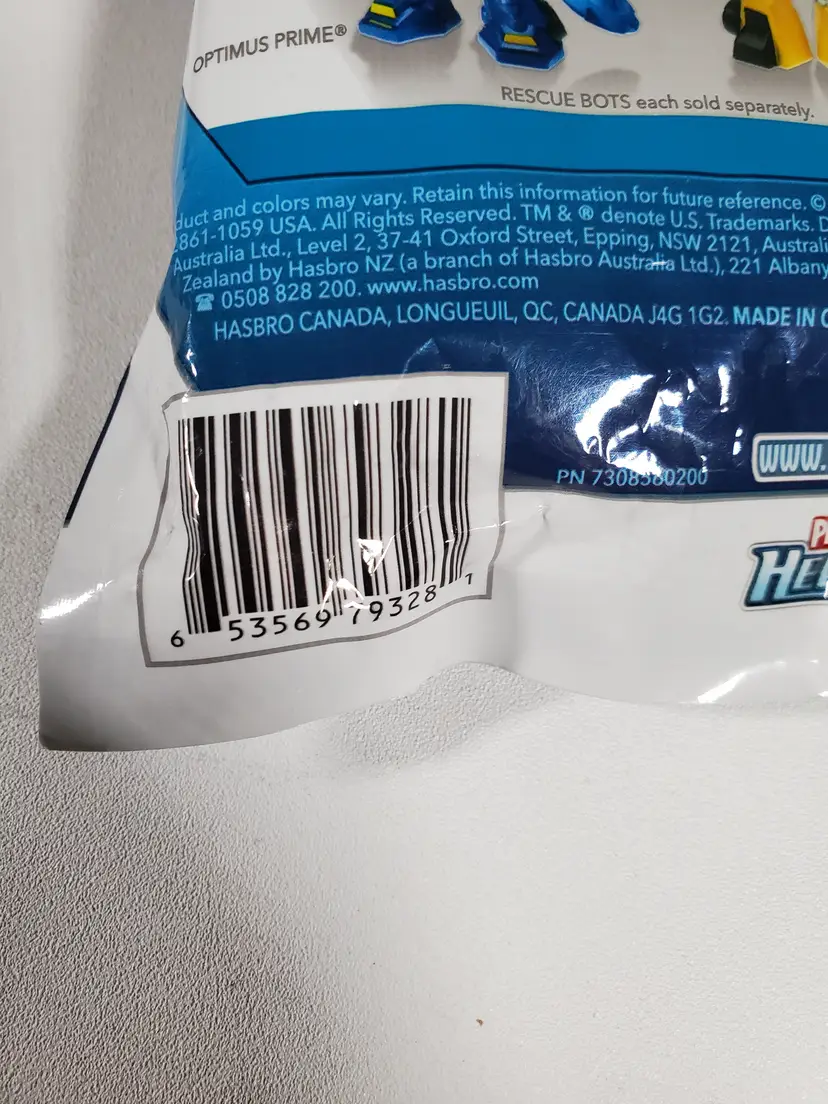 OPTIMUS PRIME®
RESCUE BOTS each sold separately.
and colors may vary. Retain this information for future reference. ©
2861-1059 USA. All Rights Reserved. TM & ® denote U.S. Trademarks.
Australia Ltd., Level 2, 37-41 Oxford Street, Epping, NSW 2121,
Zealand by Hasbro NZ (a branch of Hasbro Australia Ltd.), 221 Albany
☎ 0508 828 200. www.hasbro.com
HASBRO CANADA, LONGUEUIL, QC, CANADA J4G 1G2. MADE IN
PN 7308380200
www.
6 53569 79328 1